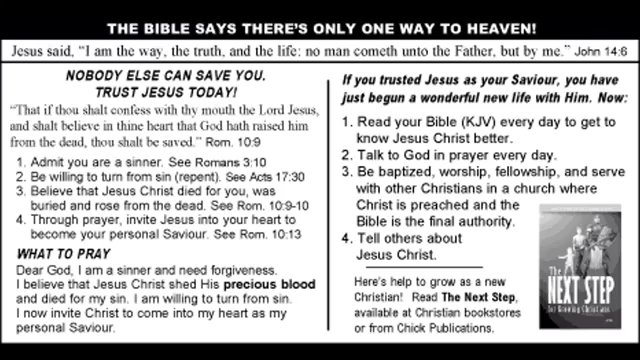 THE BIBLE SAYS THERE'S ONLY ONE WAY TO HEAVEN!
Jesus said, “I am the way, the truth, and the life: no man cometh unto the Father, but by me.” John 14:6
NOBODY ELSE CAN SAVE YOU.
TRUST JESUS TODAY!
“That if thou shalt confess with thy mouth the Lord Jesus,
and shalt believe in thine heart that God hath raised him
from the dead, thou shalt be saved.” Rom. 10:9
1. Admit you are a sinner. See Romans 3:10
2. Be willing to turn from sin (repent). See Acts 17:30
3. Believe that Jesus Christ died for you, was
buried and rose from the dead. See Rom. 10:9-10
4. Through prayer, invite Jesus into your heart to
become your personal Saviour. See Rom. 10:13
WHAT TO PRAY
Dear God, I am a sinner and need forgiveness.
I believe that Jesus Christ shed His precious blood
and died for my sin. I am willing to turn from sin.
I now invite Christ to come into my heart as my
personal Saviour.
If you trusted Jesus as your Saviour, you have
just begun a wonderful new life with Him. Now:
1. Read your Bible (KJV) every day to get to
know Jesus Christ better.
2. Talk to God in prayer every day.
3. Be baptized, worship, fellowship, and serve
with other Christians in a church where
Christ is preached and the
Bible is the final authority.
4. Tell others about
Jesus Christ.
Here's help to grow as a new
Christian! Read The Next Step,
available at Christian bookstores
or from Chick Publications.
The
NEXT STEP
for Growing Christians